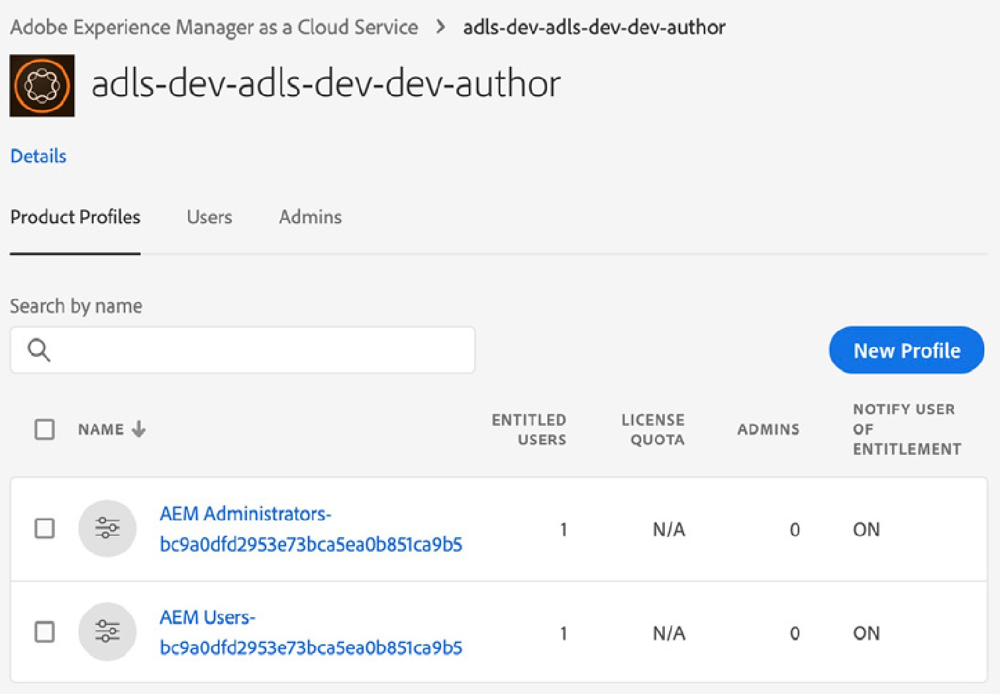 Adobe Experience Manager as a Cloud Service > adls-dev-adls-dev-dev-author
adls-dev-adls-dev-dev-author
Details
Product Profiles Users Admins
Search by name
New Profile
NAME ENTITLED USERS LICENSE QUOTA ADMINS NOTIFY USER OF ENTITLEMENT
AEM Administrators-
bc9a0dfd2953e73bca5ea0b851ca9b5 1 N/A 0 ON
AEM Users-
bc9a0dfd2953e73bca5ea0b851ca9b5 1 N/A 0 ON